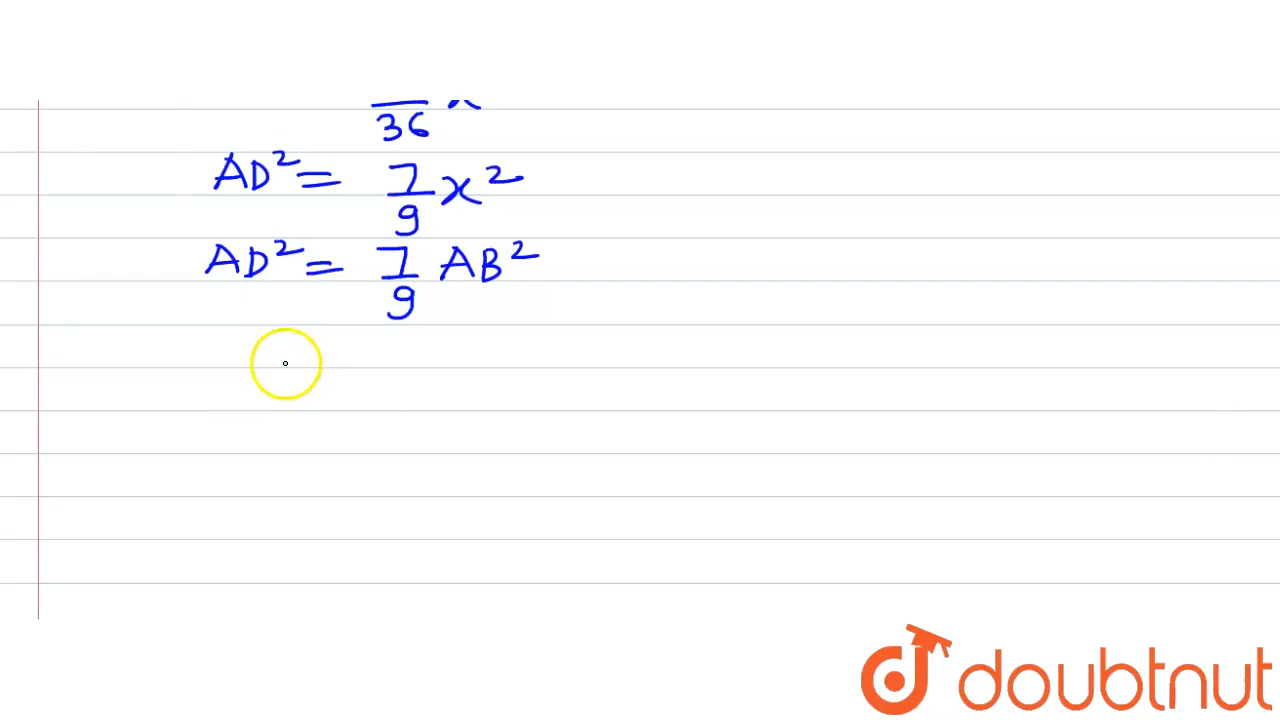 36
AD² = 7/9 x²
AD² = 7/9 AB²
doubtnut